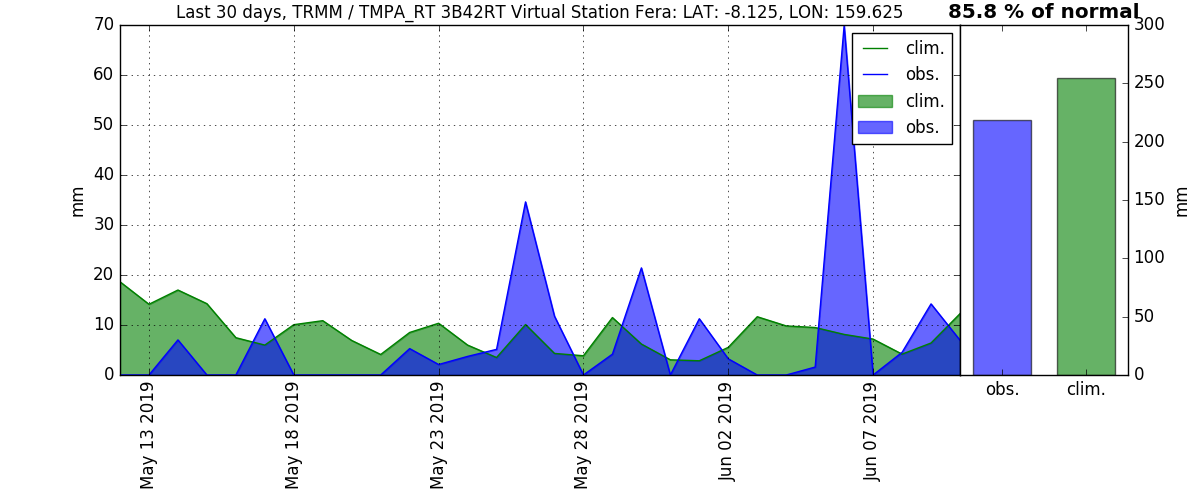 Last 30 days, TRMM / TMPA_RT 3B42RT Virtual Station Fera: LAT: -8.125, LON: 159.625
85.8 % of normal
70
60
50
40
30
20
10
0
mm
clim.
obs.
clim.
obs.
May 13 2019
May 18 2019
May 23 2019
May 28 2019
Jun 02 2019
Jun 07 2019
300
250
200
150
100
50
0
mm
obs.
clim.